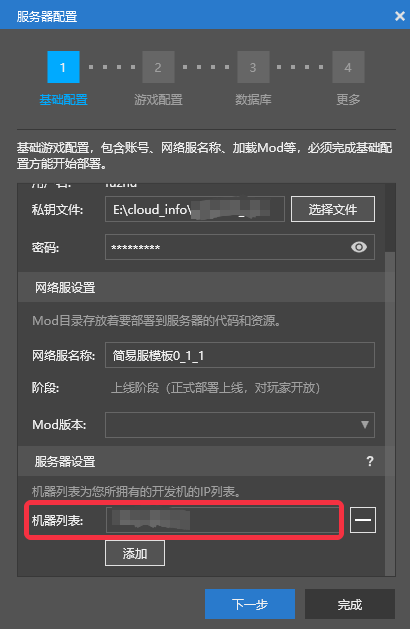 服务器配置
1 2 3 4
基础配置 游戏配置 数据库 更多
基础游戏配置，包含账号、网络服名称、加载Mod等，必须完成基础配
置方能开始部署。
私钥文件: E:\cloud_info\ 选择文件
密码: *********
网络服设置
Mod目录存放着要部署到服务器的代码和资源。
网络服名称: 简易服模板0_1_1
阶段: 上线阶段（正式部署上线，对玩家开放）
Mod版本:
服务器设置 ?
机器列表为您所拥有的开发机的IP列表。
机器列表:
添加
下一步 完成